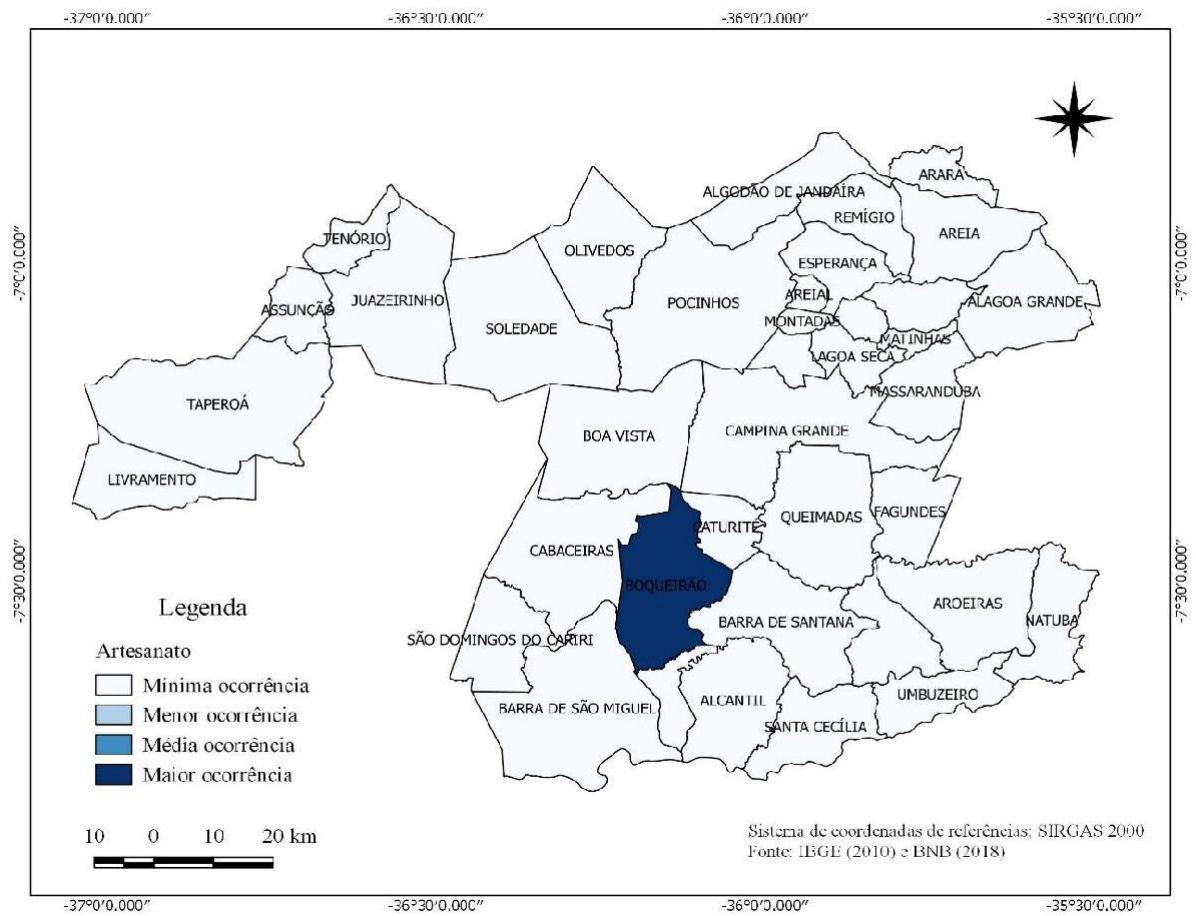 -37°0'0.000" -36°30'0.000" -36°0'0.000" -35°30'0.000"
ARARA
ALGODÃO DE JANDAÍRA
REMÍGIO
TENÓRIO
AREIA
OLIVEDOS
ESPERANÇA
-7°0'0.000" -7°0'0.000"
AREIAL
JUAZEIRINHO
POCINHOS
ALAGOA GRANDE
ASSUNÇÃO
MONTADAS
SOLEDADE
MATINHAS
LAGOA SECA
MASSARANDUBA
TAPEROÁ
CAMPINA GRANDE
BOA VISTA
LIVRAMENTO
FAGUNDES
QUEIMADAS
CATURITE
CABACEIRAS
-7°30'0.000" -7°30'0.000"
BOQUEIRÃO
AROEIRAS
NATUBA
BARRA DE SANTANA
SÃO DOMINGOS DO CARIRI
UMBUZEIRO
ALCANTIL
BARRA DE SÃO MIGUEL
SANTA CECÍLIA
Legenda
Artesanato
Mínima ocorrência
Menor ocorrência
Média ocorrência
Maior ocorrência
10 0 10 20 km
Sistema de coordenadas de referências: SIRGAS 2000
Fonte: IBGE (2010) e BNB (2018)
-37°0'0.000" -36°30'0.000" -36°0'0.000" -35°30'0.000"